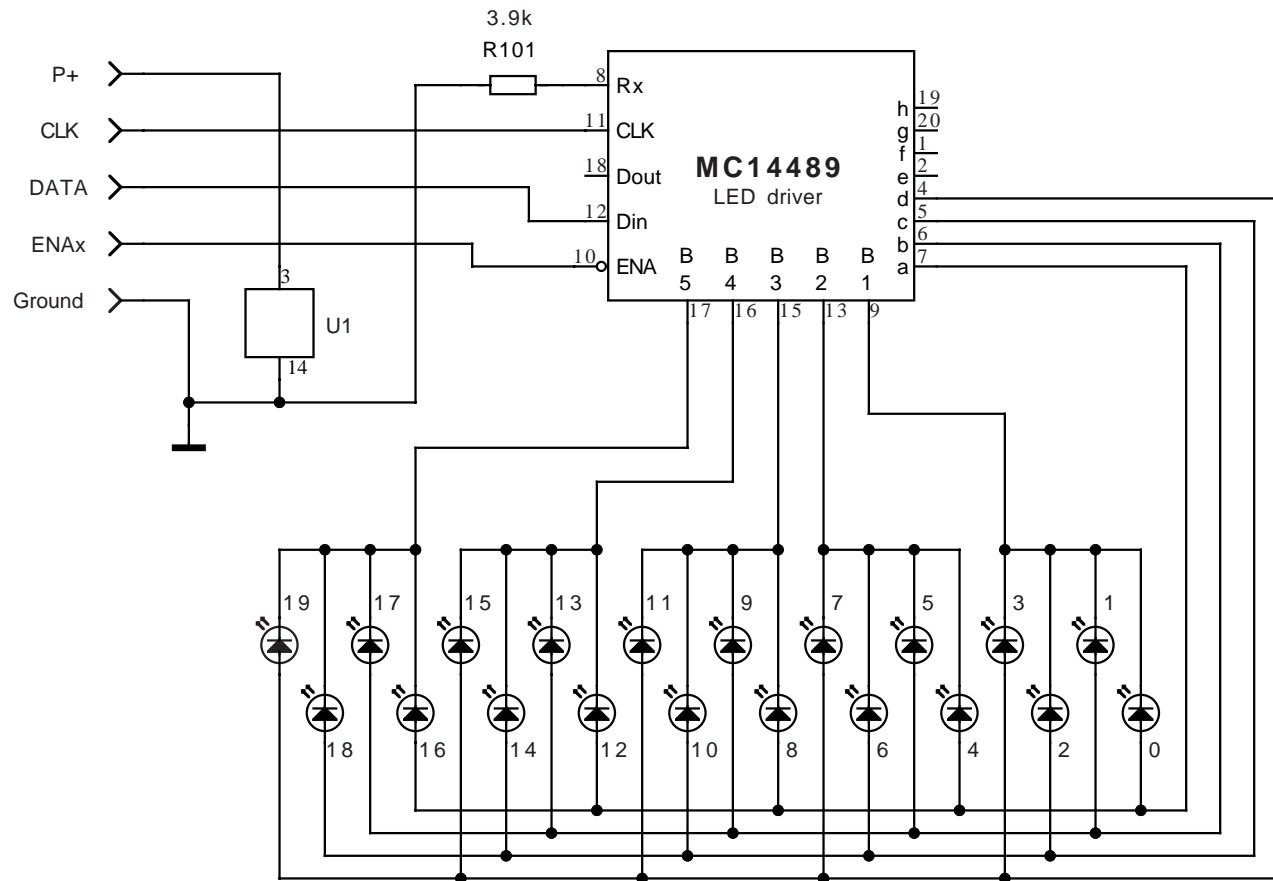 3.9k
R101
P+
CLK
DATA
ENAx
Ground
3
U1
14
8 Rx
11 CLK
18 Dout
12 Din
10 ENA
MC14489
LED driver
h 19
g 20
f 1
e 2
d 4
c 5
b 6
a 7
B B B B B
5 4 3 2 1
17 16 15 13 9
19 17 15 13 11 9 7 5 3 1
18 16 14 12 10 8 6 4 2 0